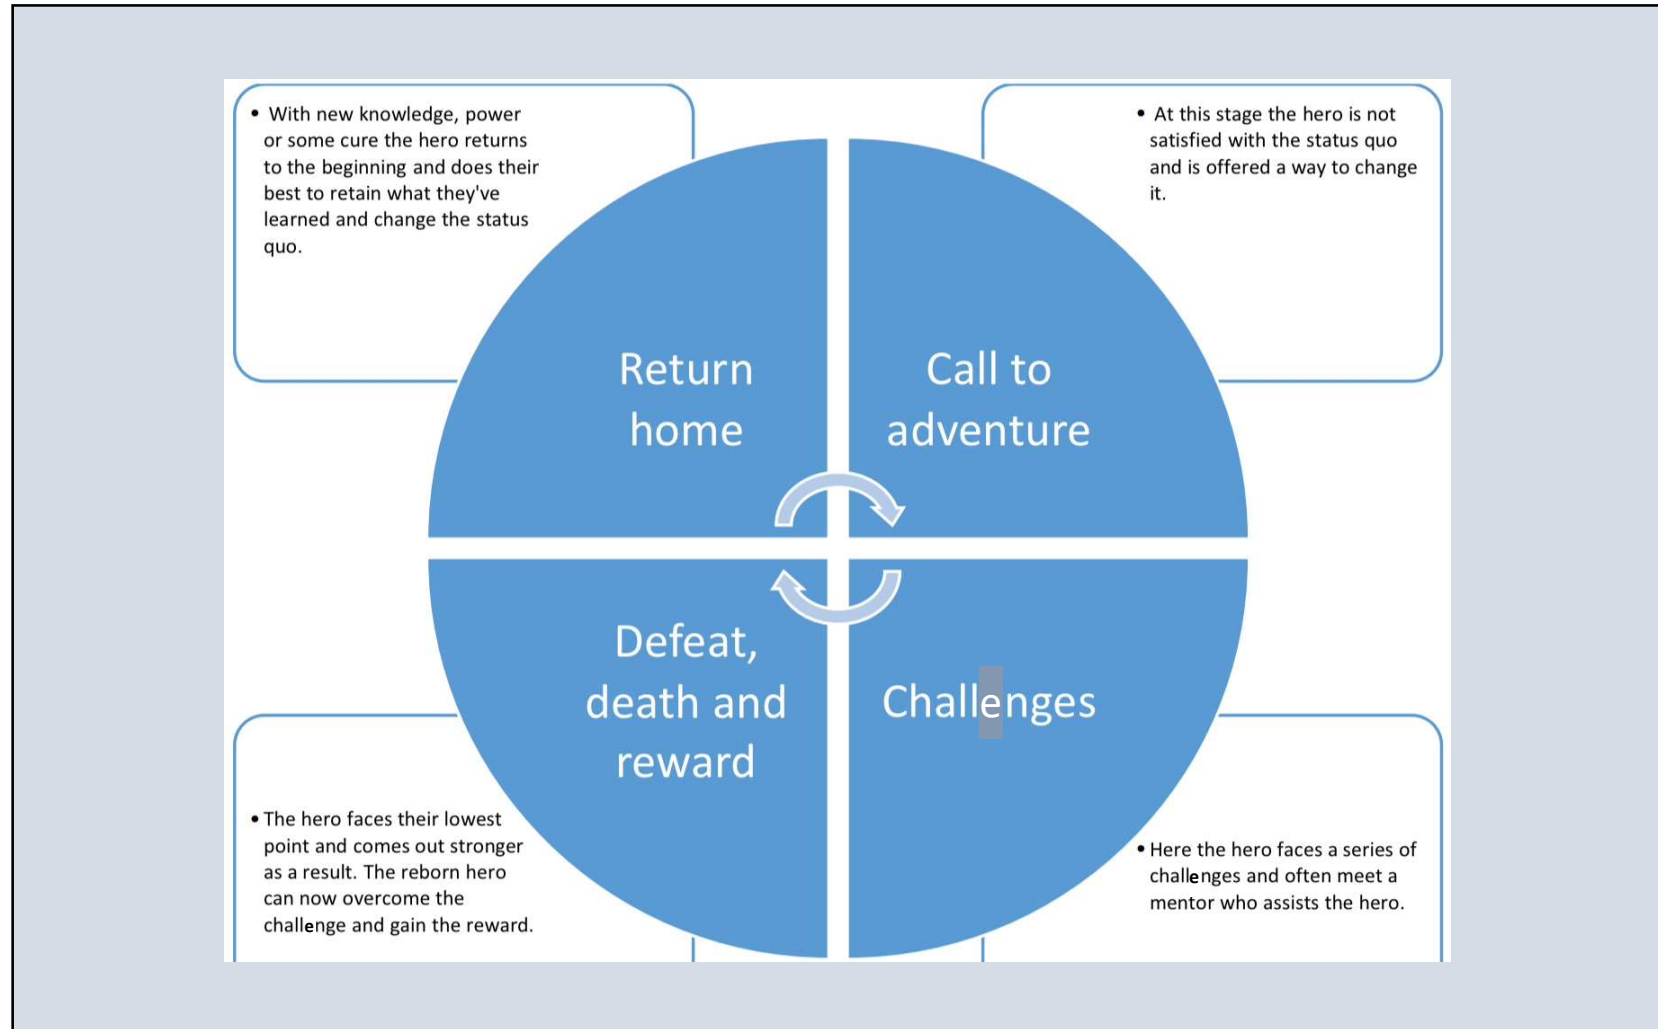 • With new knowledge, power
or some cure the hero returns
to the beginning and does their
best to retain what they've
learned and change the status
quo.
• At this stage the hero is not
satisfied with the status quo
and is offered a way to change
it.
Return
home
Call to
adventure
Defeat,
death and
reward
Challenges
• The hero faces their lowest
point and comes out stronger
as a result. The reborn hero
can now overcome the
challenge and gain the reward.
• Here the hero faces a series of
challenges and often meet a
mentor who assists the hero.